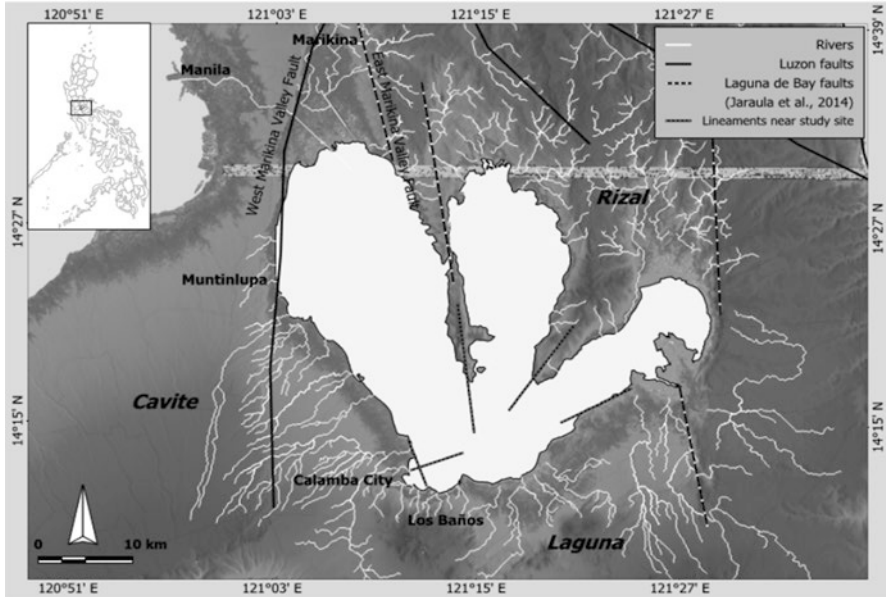 120°51' E
121°03' E
121°15' E
121°27' E
14°39' N
Marikina
Manila
West Marikina Valley Fault
East Marikina Valley Fault
Rivers
Luzon faults
Laguna de Bay faults
(Jaraula et al., 2014)
Lineaments near study site
Rizal
14°27' N
14°27' N
Muntinlupa
Cavite
14°15' N
14°15' N
Calamba City
Los Baños
Laguna
0 10 km
120°51' E
121°03' E
121°15' E
121°27' E